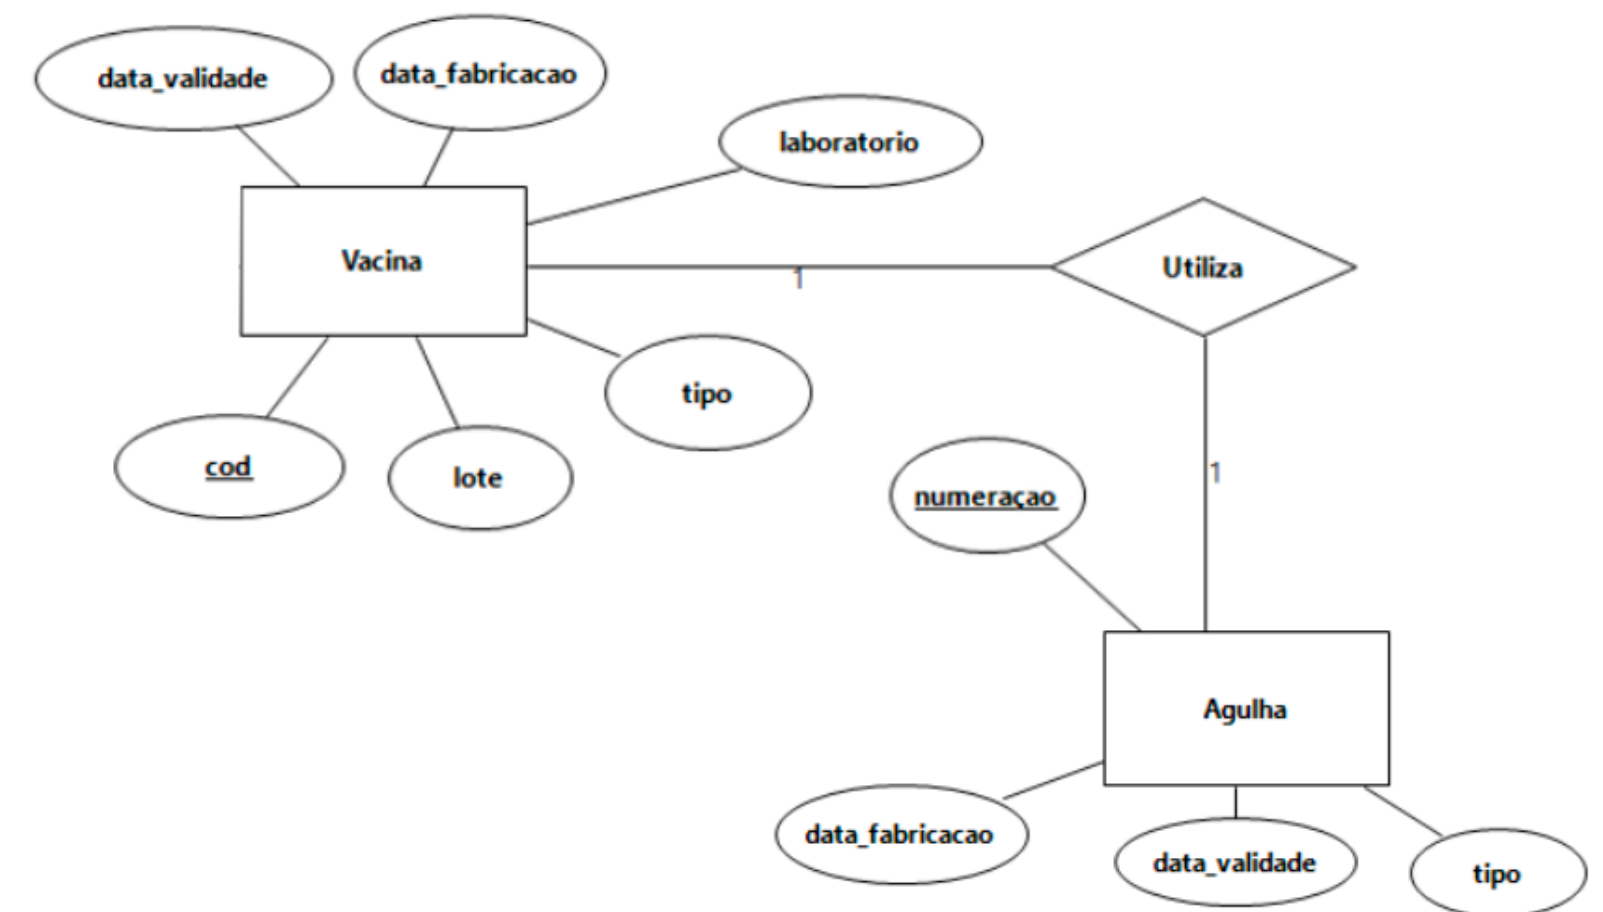 data_validade
data_fabricacao
laboratorio
Vacina
1
Utiliza
tipo
cod
lote
1
numeraçao
Agulha
data_fabricacao
data_validade
tipo